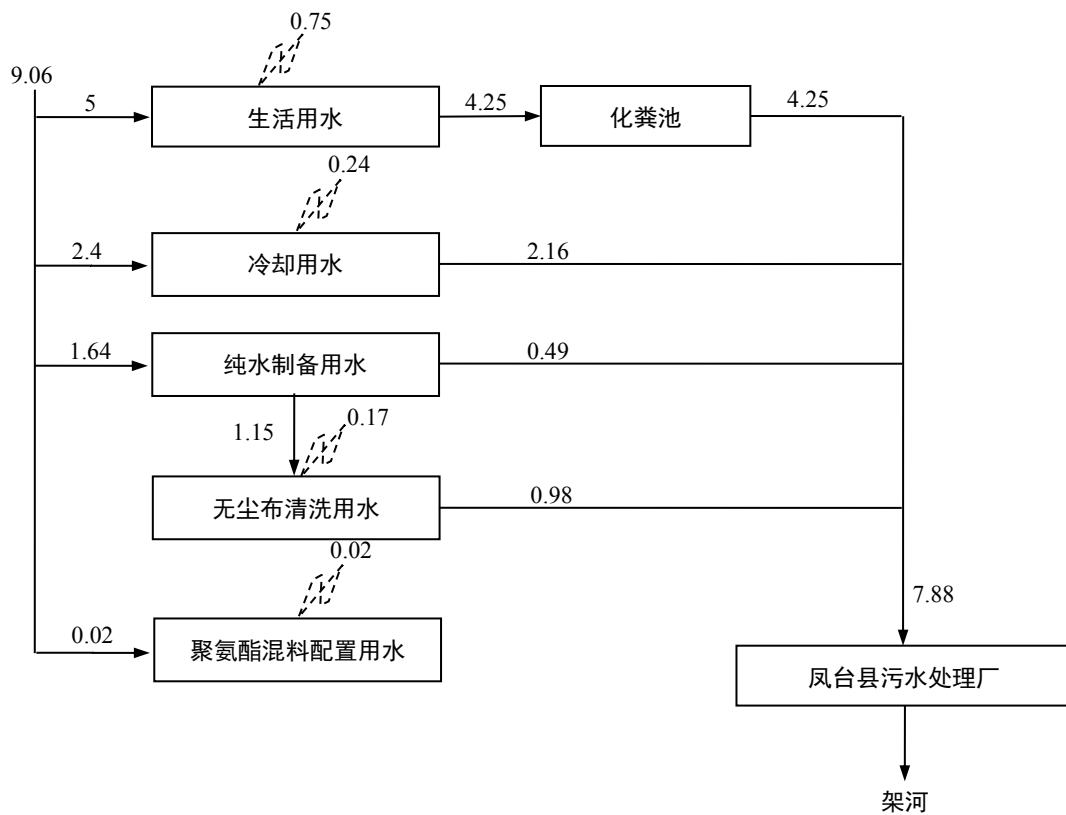 0.75
9.06
5
生活用水
4.25
化粪池
4.25
0.24
2.4
冷却用水
2.16
1.64
纯水制备用水
0.49
1.15
0.17
无尘布清洗用水
0.98
0.02
0.02
聚氨酯混料配置用水
7.88
凤台县污水处理厂
架河